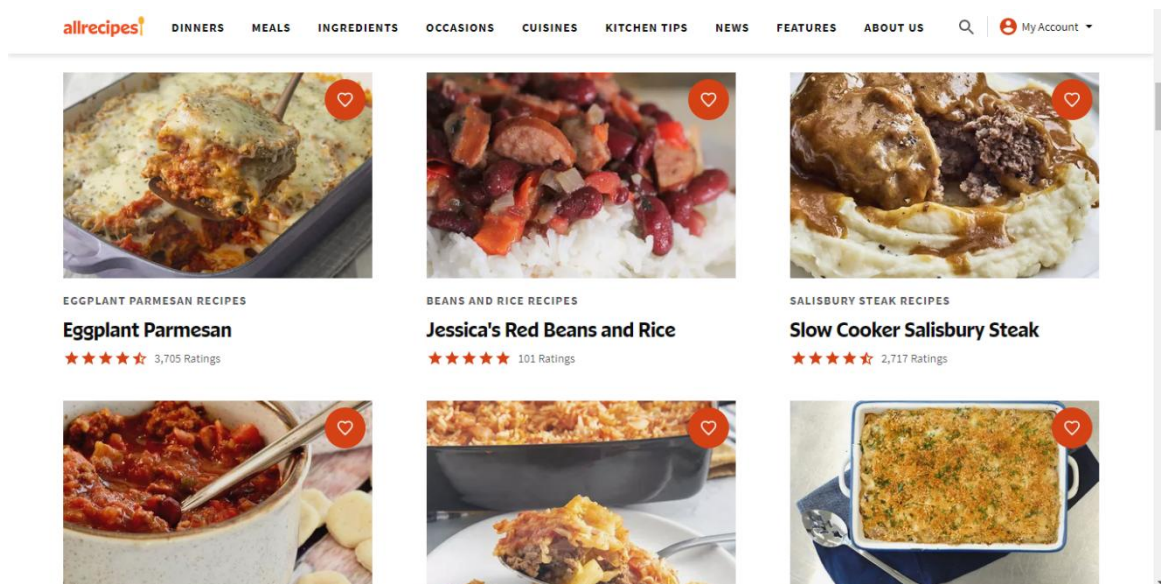 allrecipes DINNERS MEALS INGREDIENTS OCCASIONS CUISINES KITCHEN TIPS NEWS FEATURES ABOUT US My Account
EGGPLANT PARMESAN RECIPES
Eggplant Parmesan
3,705 Ratings
BEANS AND RICE RECIPES
Jessica's Red Beans and Rice
101 Ratings
SALISBURY STEAK RECIPES
Slow Cooker Salisbury Steak
2,717 Ratings